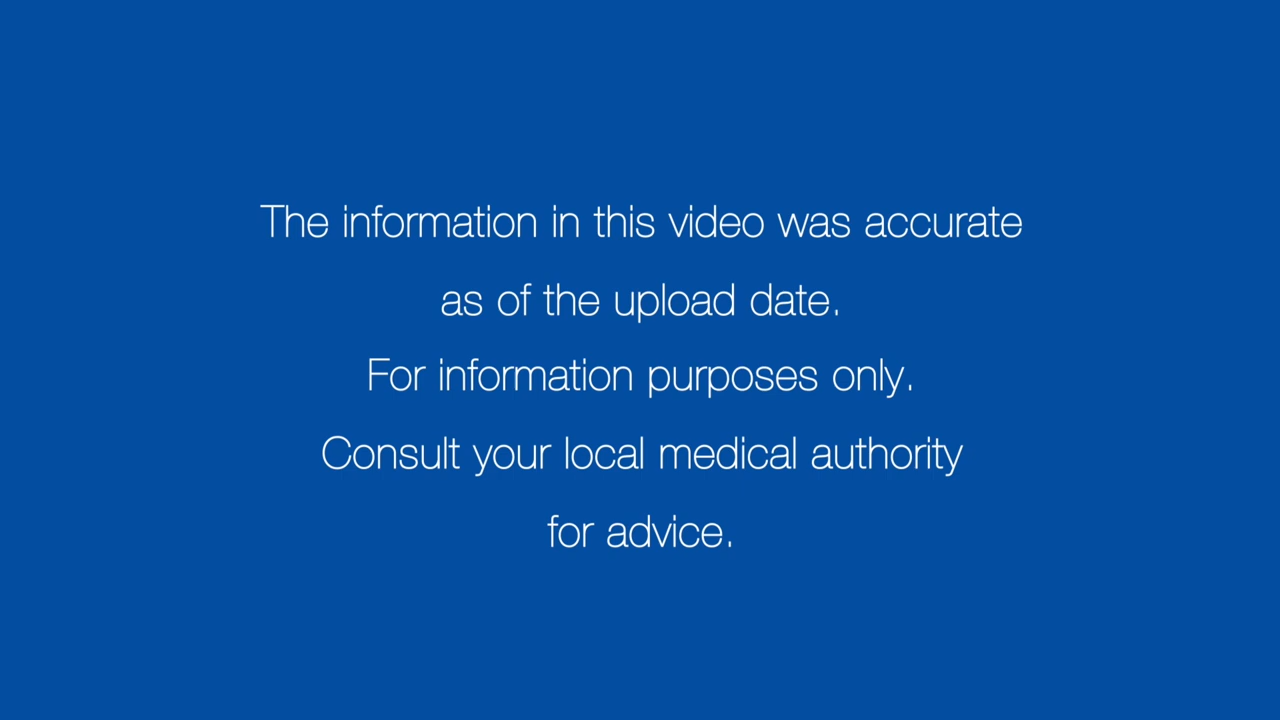 The information in this video was accurate
as of the upload date.
For information purposes only.
Consult your local medical authority
for advice.